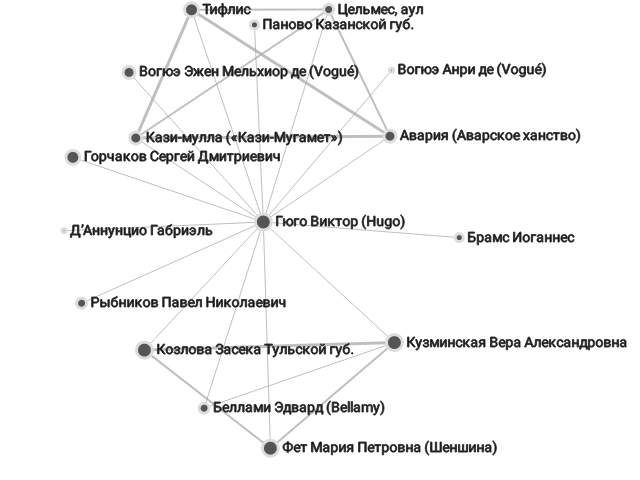 Тифлис
Цельмес, аул
Паново Казанской губ.
Вогюэ Эжен Мельхиор де (Vogué)
Вогюэ Анри де (Vogué)
Кази-мулла («Кази-Мугамет»)
Авария (Аварское ханство)
Горчаков Сергей Дмитриевич
Гюго Виктор (Hugo)
Д’Аннунцио Габриэль
Брамс Иоганнес
Рыбников Павел Николаевич
Козлова Засека Тульской губ.
Кузминская Вера Александровна
Беллами Эдвард (Bellamy)
Фет Мария Петровна (Шеншина)